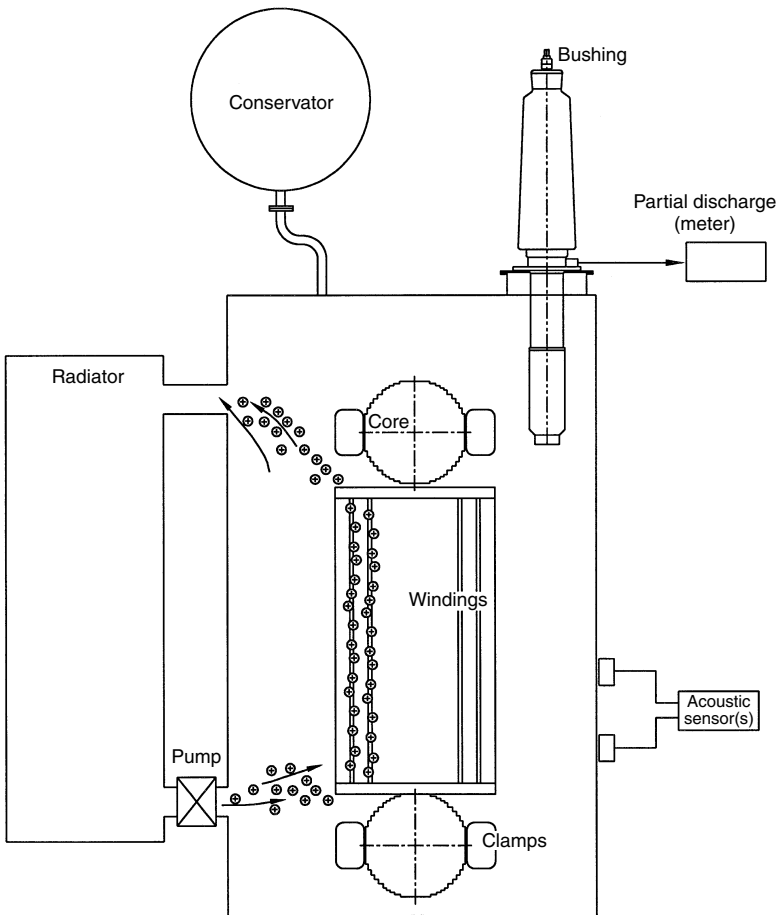 Bushing
Conservator
Partial discharge
(meter)
Radiator
Core
Windings
Acoustic
sensor(s)
Pump
Clamps